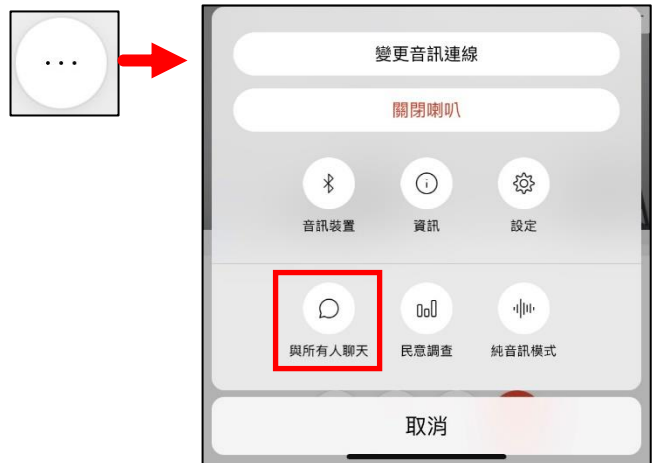 ...
變更音訊連線
關閉喇叭
音訊裝置
資訊
設定
與所有人聊天
民意調查
純音訊模式
取消